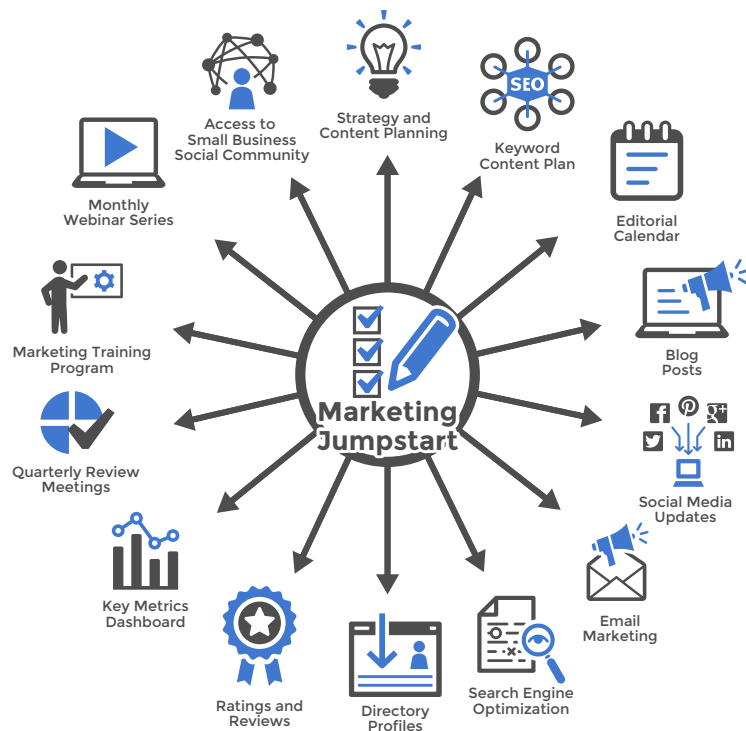 Strategy and
Content Planning
SEO
Keyword
Content Plan
Editorial
Calendar
Blog
Posts
f
g+
in
Social Media
Updates
Email
Marketing
Search Engine
Optimization
Directory
Profiles
Ratings and
Reviews
Key Metrics
Dashboard
Quarterly Review
Meetings
Marketing Training
Program
Monthly
Webinar Series
Access to
Small Business
Social Community
Marketing
Jumpstart